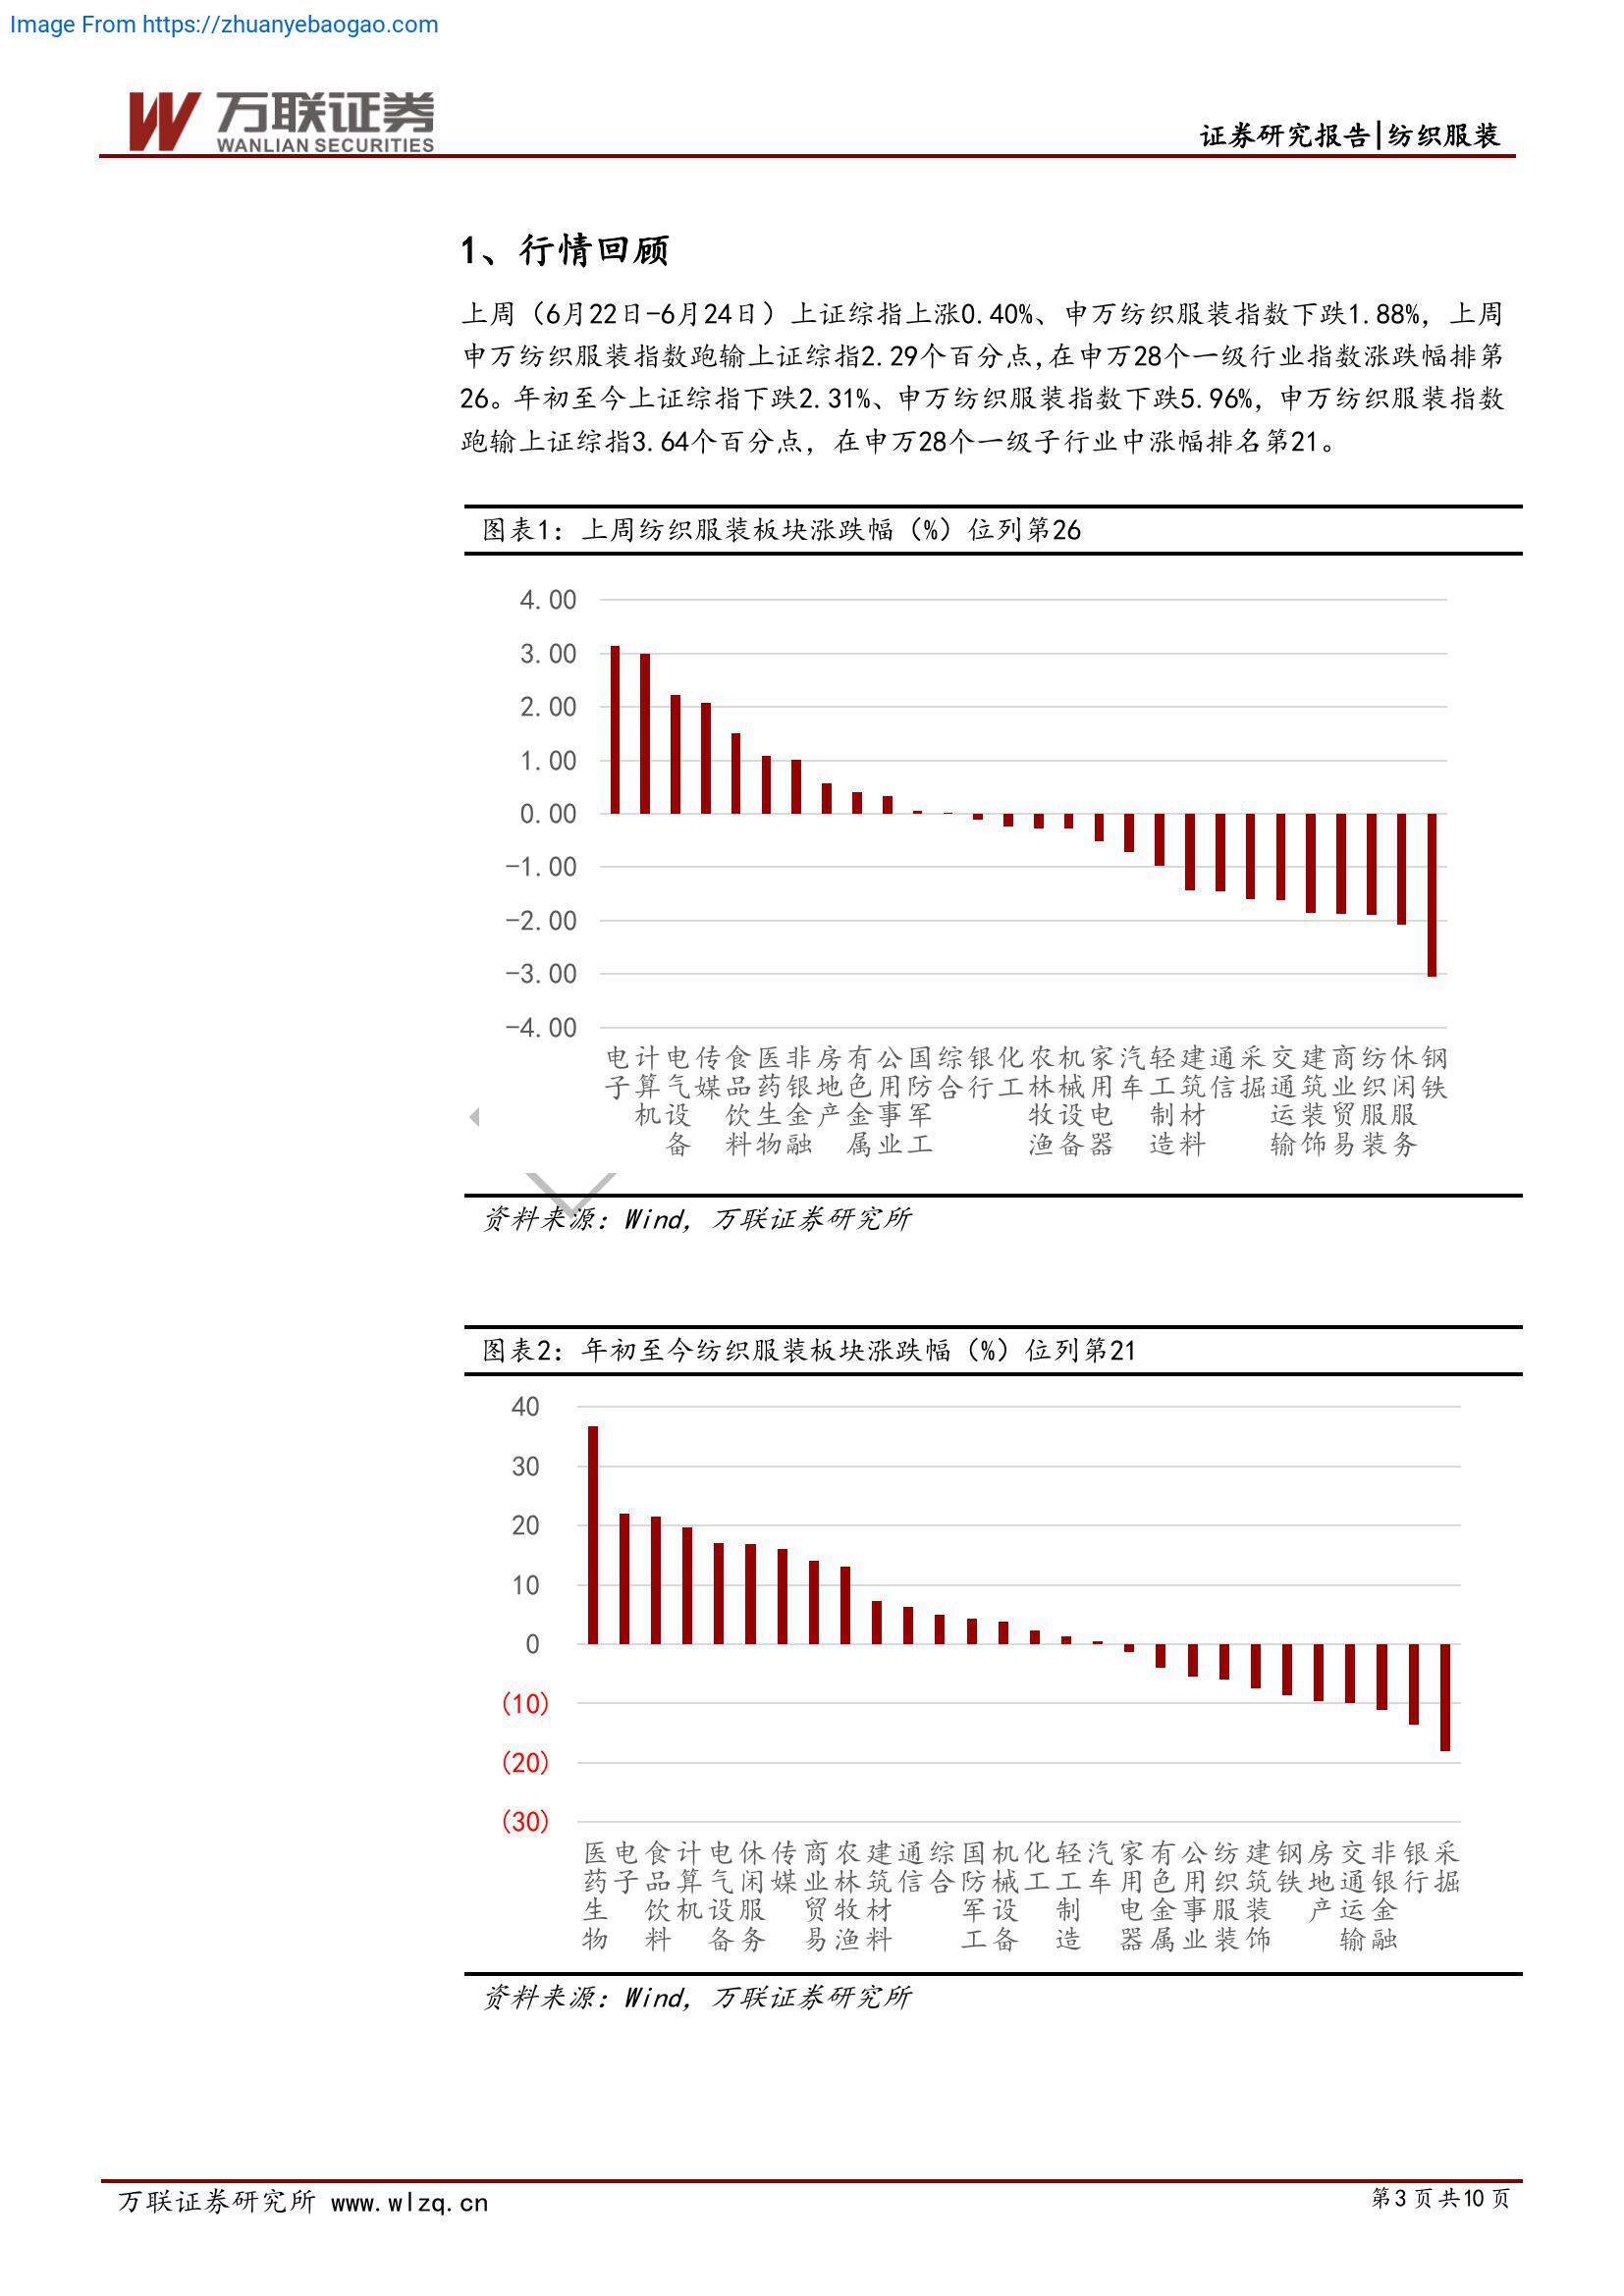 Image From https://zhuanyebaogao.com
万联证券
WANLIAN SECURITIES
证券研究报告|纺织服装
1、行情回顾
上周（6月22日-6月24日）上证综指上涨0.40%、申万纺织服装指数下跌1.88%，上周
申万纺织服装指数跑输上证综指2.29个百分点,在申万28个一级行业指数涨跌幅排第
26。年初至今上证综指下跌2.31%、申万纺织服装指数下跌5.96%，申万纺织服装指数
跑输上证综指3.64个百分点，在申万28个一级子行业中涨幅排名第21。
图表1：上周纺织服装板块涨跌幅（%）位列第26
4.00
3.00
2.00
1.00
0.00
-1.00
-2.00
-3.00
-4.00
电子
计算机
电气设备
传媒
食品饮料
医药生物
非银金融
房地产
有色金属
公用事业
国防军工
综合
银行
化工
农林牧渔
机械设备
家用电器
汽车
轻工制造
建筑材料
通信
采掘
交通运输
建筑装饰
商业贸易
纺织服装
休闲服务
钢铁
资料来源：Wind，万联证券研究所
图表2：年初至今纺织服装板块涨跌幅（%）位列第21
40
30
20
10
0
(10)
(20)
(30)
医药生物
电子
食品饮料
计算机
电气设备
休闲服务
传媒
商业贸易
农林牧渔
建筑材料
通信
综合
国防军工
机械设备
化工
轻工制造
汽车
家用电器
有色金属
公用事业
纺织服装
建筑装饰
钢铁
房地产
交通运输
非银金融
银行
采掘
资料来源：Wind，万联证券研究所
万联证券研究所 www.wlzq.cn
第3页共10页